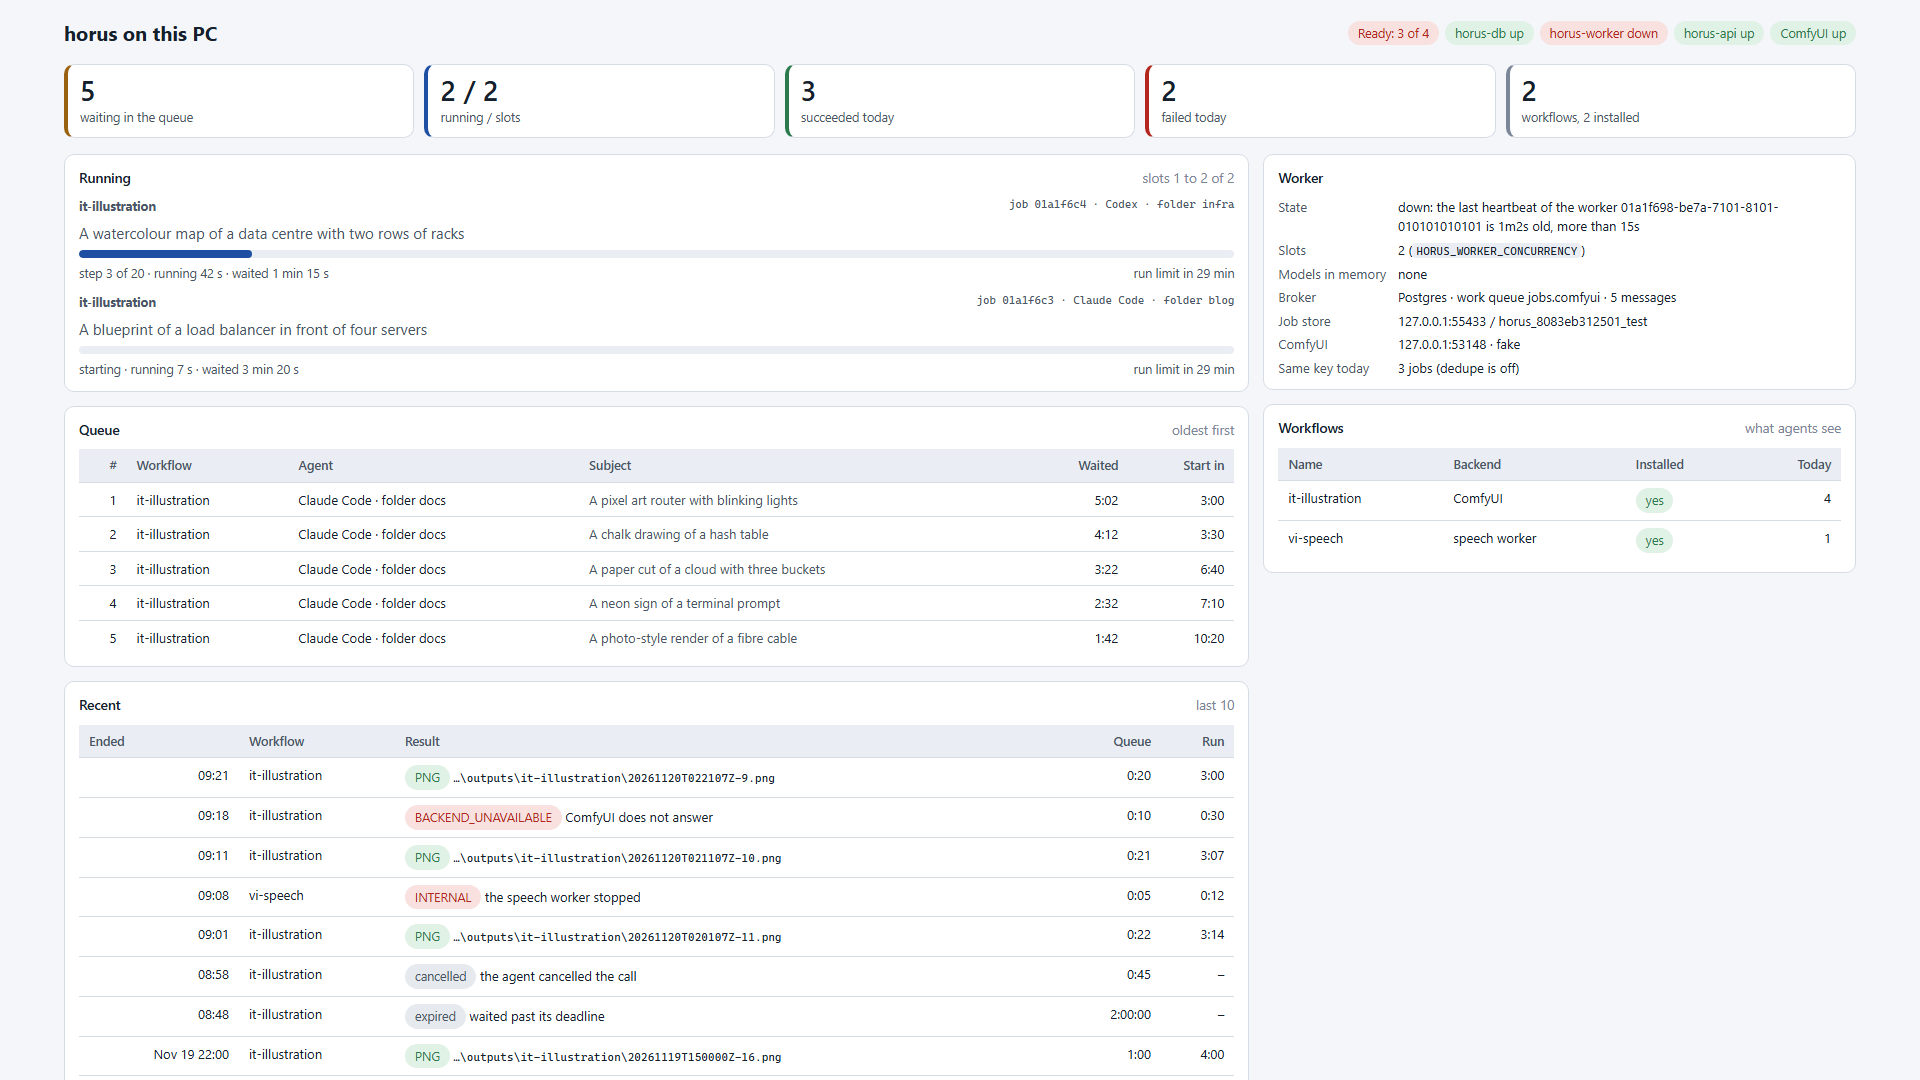 horus on this PC
Ready: 3 of 4 horus-db up horus-worker down horus-api up ComfyUI up
5
waiting in the queue
2 / 2
running / slots
3
succeeded today
2
failed today
2
workflows, 2 installed
Running slots 1 to 2 of 2
it-illustration job 01a1f6c4 · Codex · folder infra
A watercolour map of a data centre with two rows of racks
step 3 of 20 · running 42 s · waited 1 min 15 s run limit in 29 min
it-illustration job 01a1f6c3 · Claude Code · folder blog
A blueprint of a load balancer in front of four servers
starting · running 7 s · waited 3 min 20 s run limit in 29 min
Worker
State down: the last heartbeat of the worker 01a1f698-be7a-7101-8101-
010101010101 is 1m2s old, more than 15s
Slots 2 ( HORUS_WORKER_CONCURRENCY )
Models in memory none
Broker Postgres · work queue jobs.comfyui · 5 messages
Job store 127.0.0.1:55433 / horus_8083eb312501_test
ComfyUI 127.0.0.1:53148 · fake
Same key today 3 jobs (dedupe is off)
Queue oldest first
# Workflow Agent Subject Waited Start in
1 it-illustration Claude Code · folder docs A pixel art router with blinking lights 5:02 3:00
2 it-illustration Claude Code · folder docs A chalk drawing of a hash table 4:12 3:30
3 it-illustration Claude Code · folder docs A paper cut of a cloud with three buckets 3:22 6:40
4 it-illustration Claude Code · folder docs A neon sign of a terminal prompt 2:32 7:10
5 it-illustration Claude Code · folder docs A photo-style render of a fibre cable 1:42 10:20
Workflows what agents see
Name Backend Installed Today
it-illustration ComfyUI yes 4
vi-speech speech worker yes 1
Recent last 10
Ended Workflow Result Queue Run
09:21 it-illustration PNG …\outputs\it-illustration\20261120T022107Z-9.png 0:20 3:00
09:18 it-illustration BACKEND_UNAVAILABLE ComfyUI does not answer 0:10 0:30
09:11 it-illustration PNG …\outputs\it-illustration\20261120T021107Z-10.png 0:21 3:07
09:08 vi-speech INTERNAL the speech worker stopped 0:05 0:12
09:01 it-illustration PNG …\outputs\it-illustration\20261120T020107Z-11.png 0:22 3:14
08:58 it-illustration cancelled the agent cancelled the call 0:45 –
08:48 it-illustration expired waited past its deadline 2:00:00 –
Nov 19 22:00 it-illustration PNG …\outputs\it-illustration\20261119T150000Z-16.png 1:00 4:00